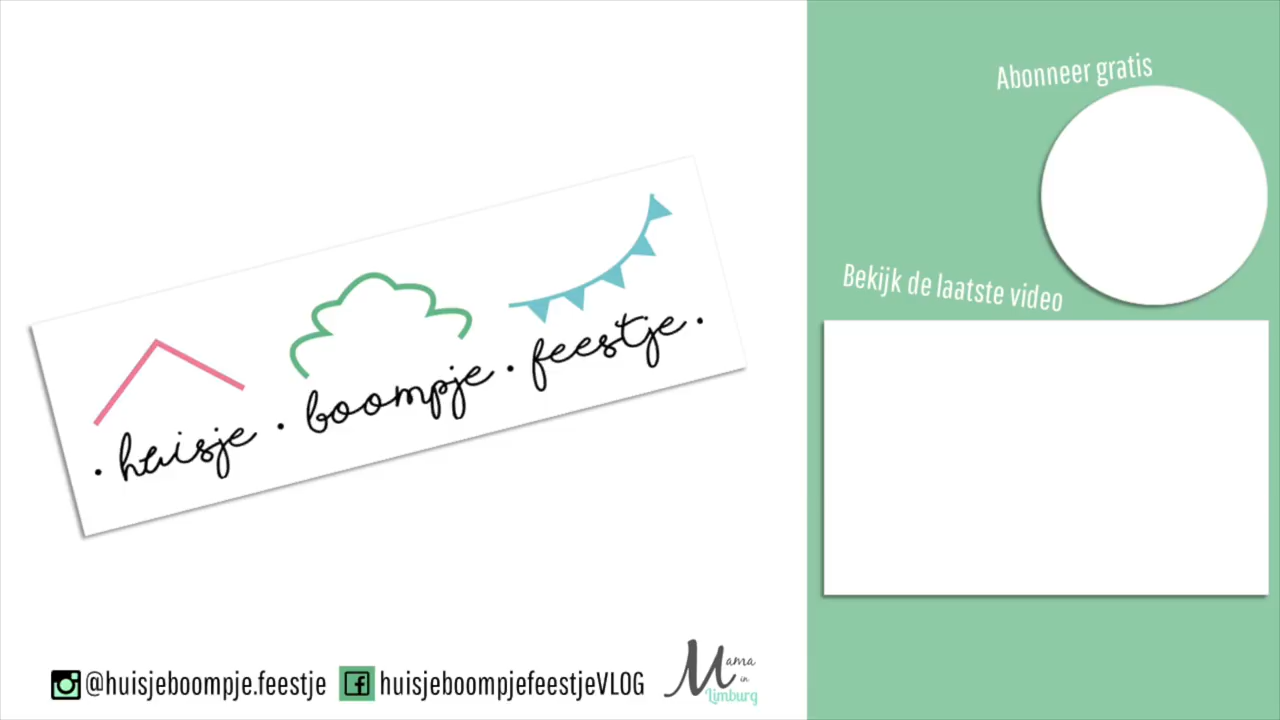 · huisje · boompje · feestje ·
Abonneer gratis
Bekijk de laatste video
@huisjeboompje.feestje
huisjeboompjefeestjeVLOG
Mama
in
Limburg